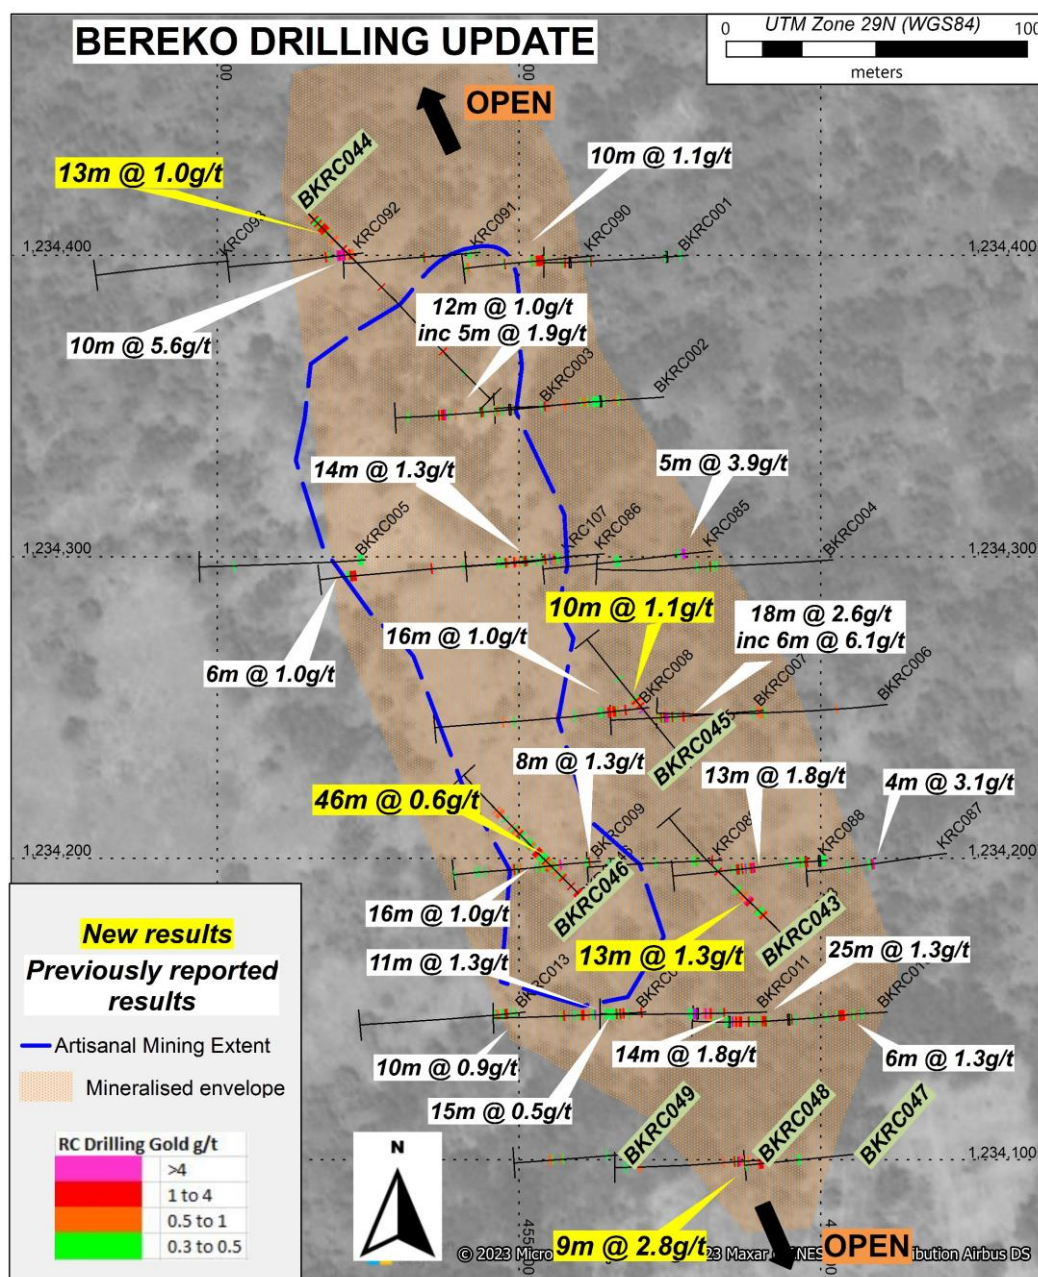 BEREKO DRILLING UPDATE
0 UTM Zone 29N (WGS84) 100
meters
OPEN
BKRC044
13m @ 1.0g/t
10m @ 1.1g/t
KRC093
KRC092
KRC091
KRC090
BKRC001
1,234,400
1,234,400
10m @ 5.6g/t
12m @ 1.0g/t
inc 5m @ 1.9g/t
BKRC003
BKRC002
14m @ 1.3g/t
5m @ 3.9g/t
BKRC005
KRC107
KRC086
KRC085
BKRC004
1,234,300
1,234,300
6m @ 1.0g/t
10m @ 1.1g/t
16m @ 1.0g/t
18m @ 2.6g/t
inc 6m @ 6.1g/t
BKRC008
BKRC007
BKRC006
BKRC045
8m @ 1.3g/t
13m @ 1.8g/t
4m @ 3.1g/t
46m @ 0.6g/t
BKRC009
KRC088
KRC087
1,234,200
1,234,200
BKRC046
BKRC043
16m @ 1.0g/t
13m @ 1.3g/t
25m @ 1.3g/t
11m @ 1.3g/t
BKRC013
BKRC011
14m @ 1.8g/t
10m @ 0.9g/t
6m @ 1.3g/t
15m @ 0.5g/t
BKRC049
BKRC048
BKRC047
1,234,100
9m @ 2.8g/t
OPEN
New results
Previously reported
results
Artisanal Mining Extent
Mineralised envelope
RC Drilling Gold g/t
>4
1 to 4
0.5 to 1
0.3 to 0.5
N
© 2023 Maxar Airbus DS